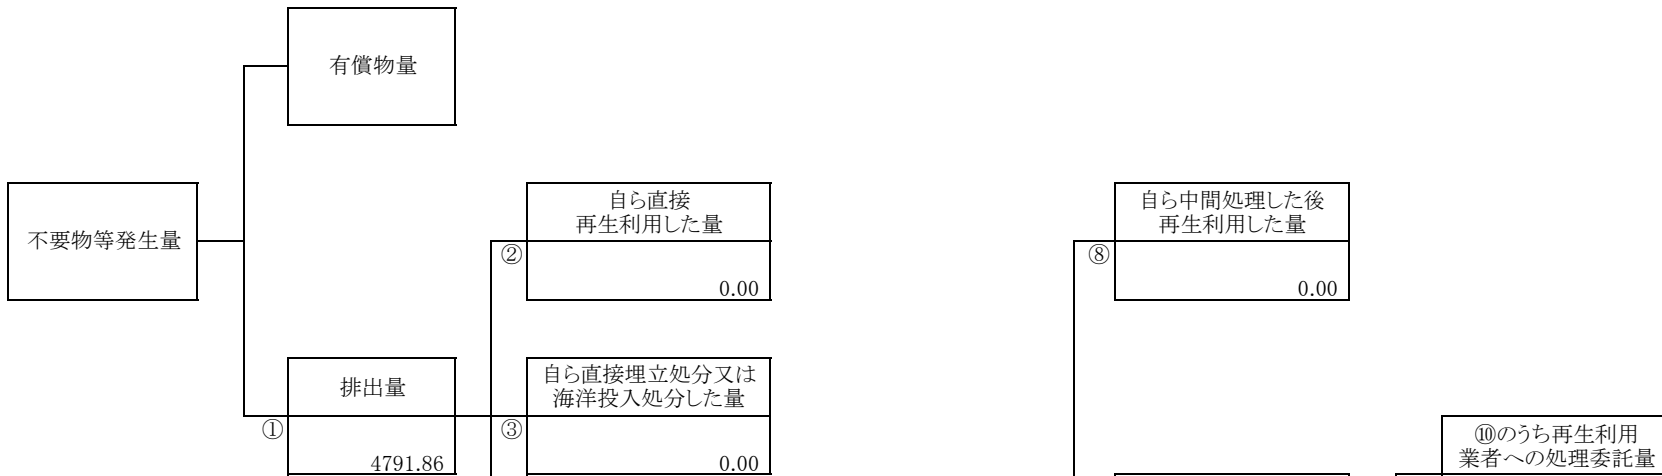 有償物量
不要物等発生量
自ら直接
再生利用した量
②
0.00
自ら中間処理した後
再生利用した量
⑧
0.00
排出量
①
4791.86
自ら直接埋立処分又は
海洋投入処分した量
③
0.00
⑩のうち再生利用
業者への処理委託量